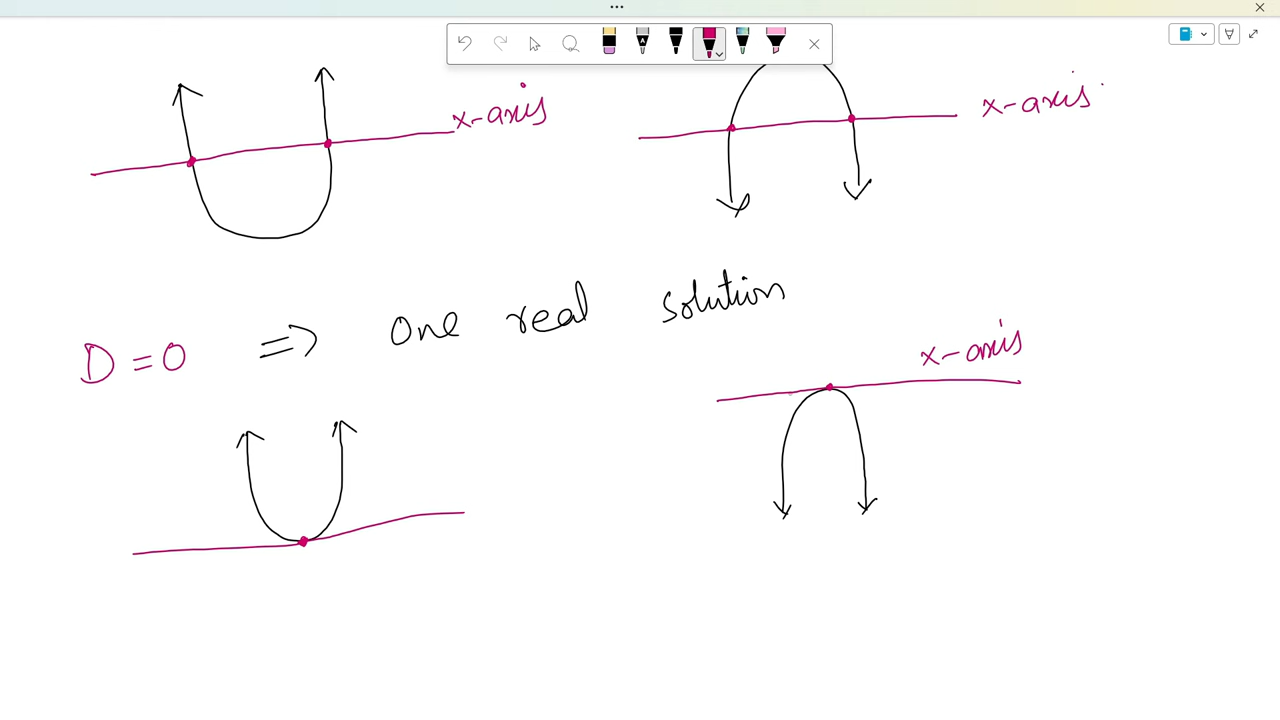 x-axis
x-axis
D = 0 ⇒ One real solution
x-axis